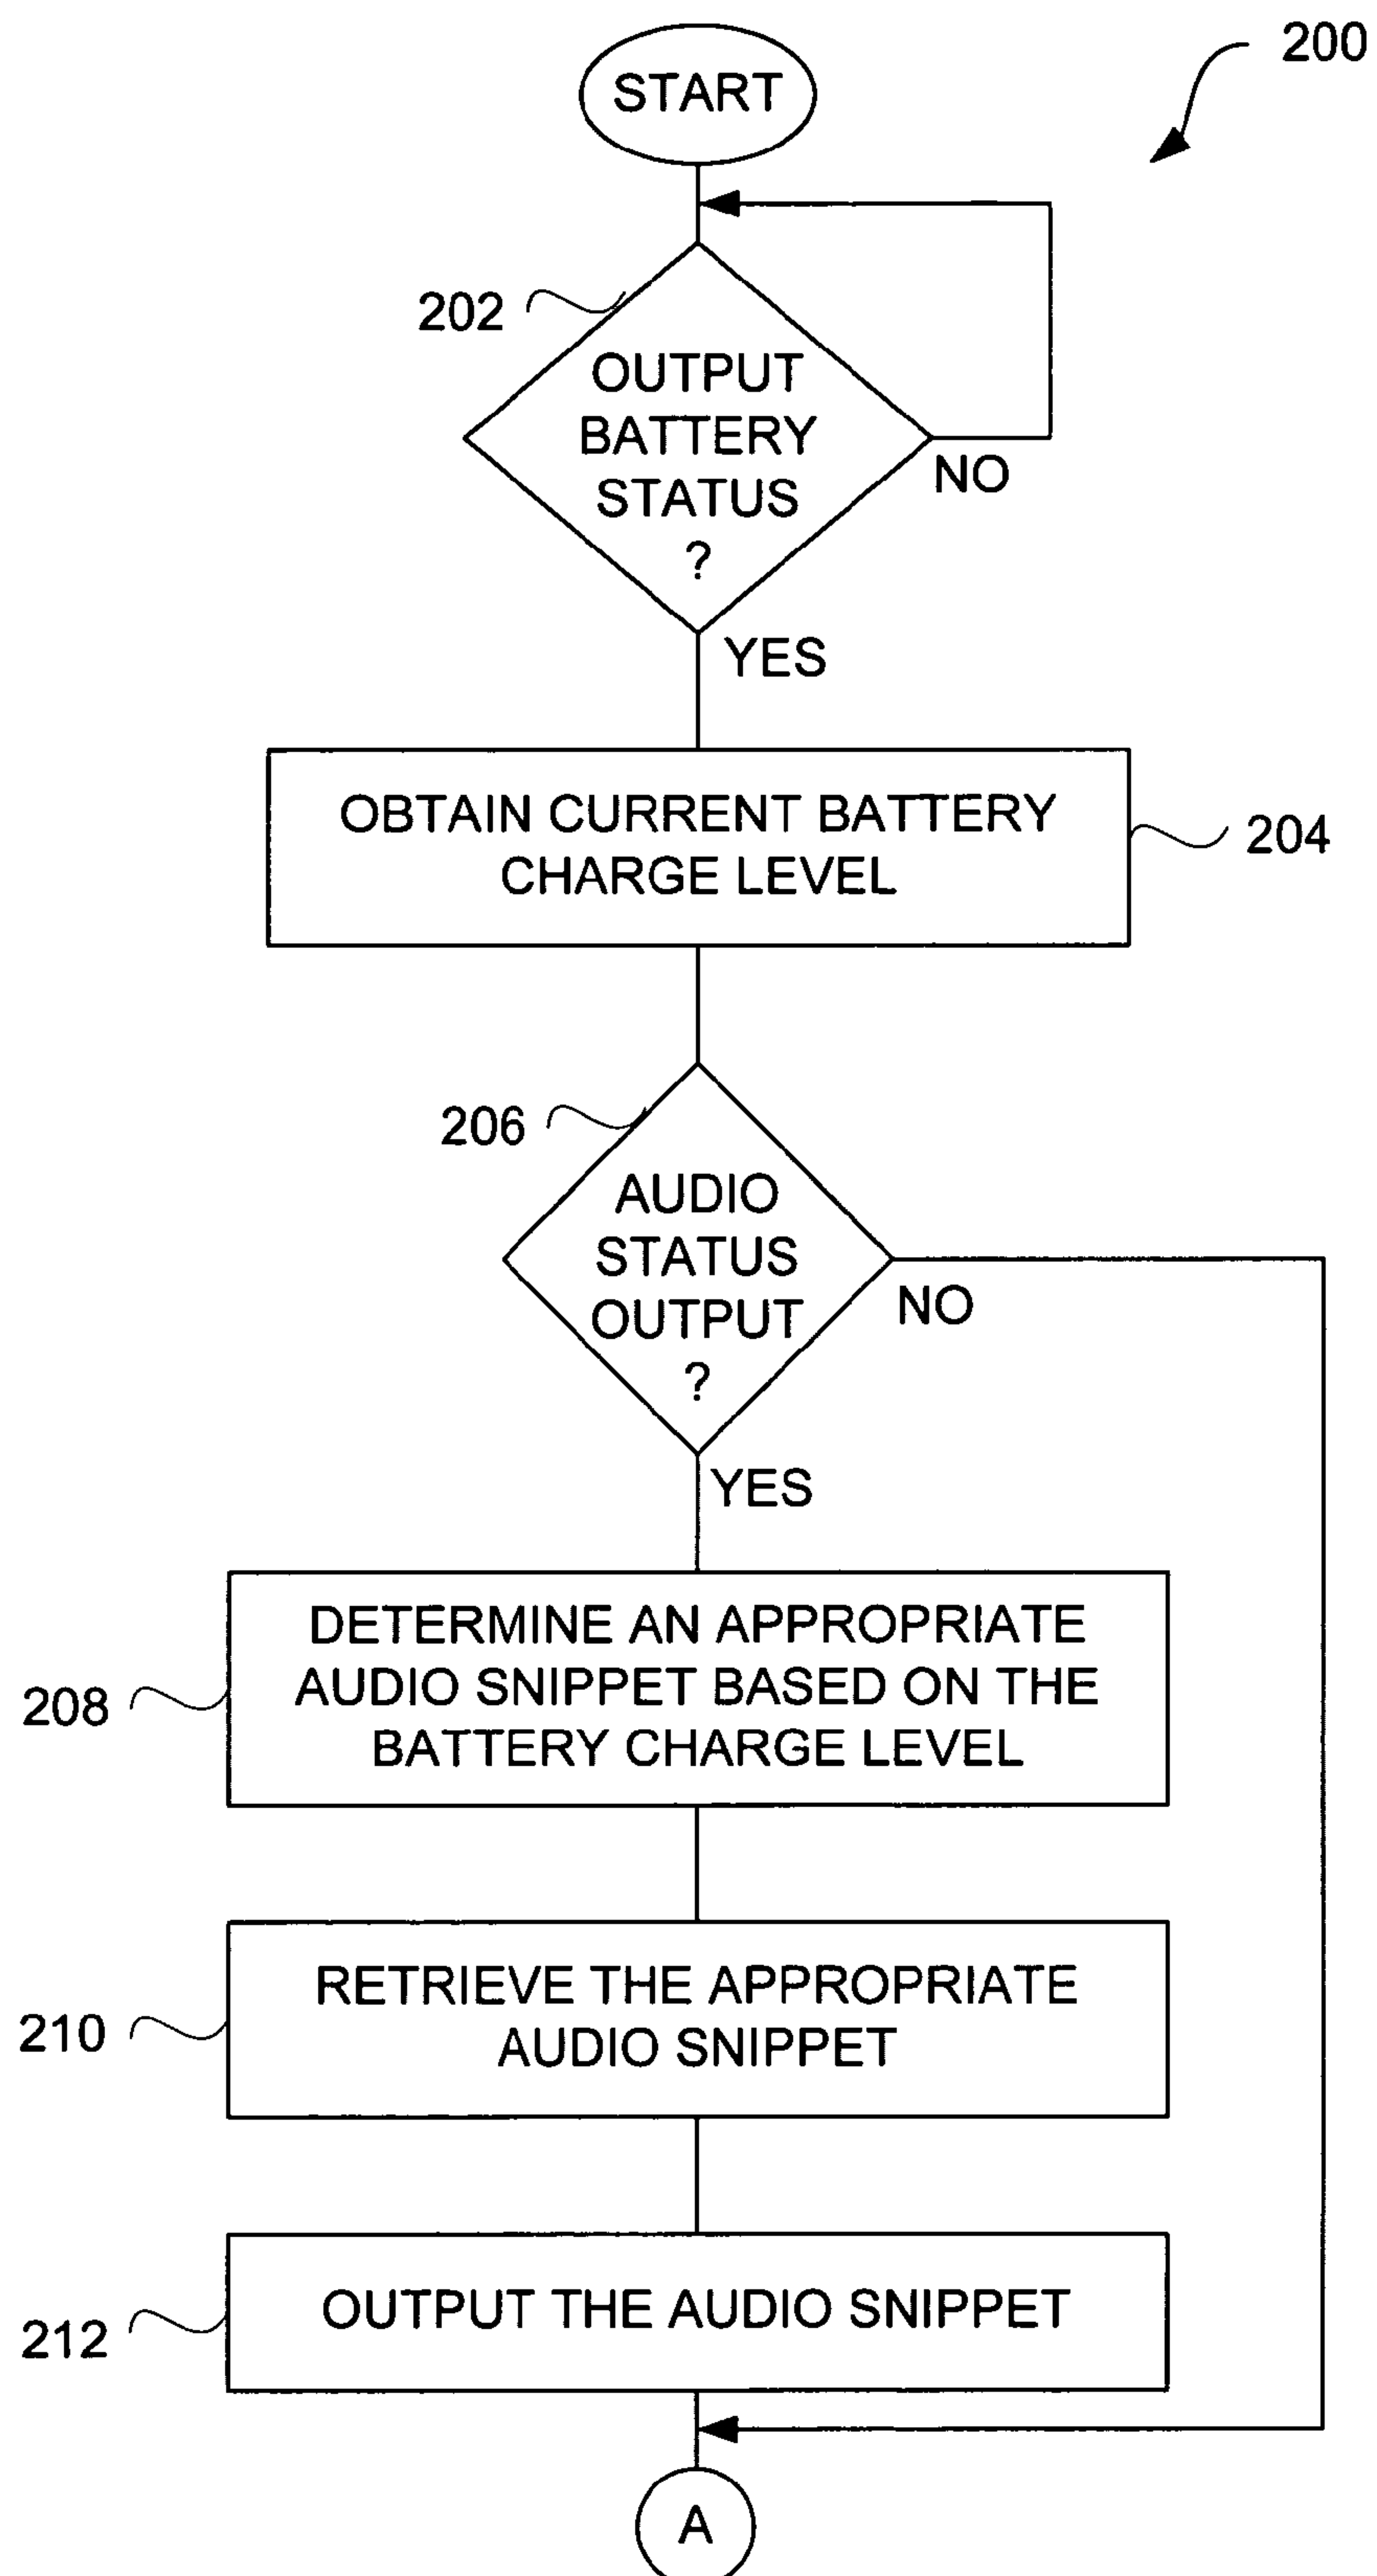 200
START
202
OUTPUT
BATTERY
STATUS
?
NO
YES
OBTAIN CURRENT BATTERY
CHARGE LEVEL
204
206
AUDIO
STATUS
OUTPUT
?
NO
YES
208
DETERMINE AN APPROPRIATE
AUDIO SNIPPET BASED ON THE
BATTERY CHARGE LEVEL
210
RETRIEVE THE APPROPRIATE
AUDIO SNIPPET
212
OUTPUT THE AUDIO SNIPPET
A